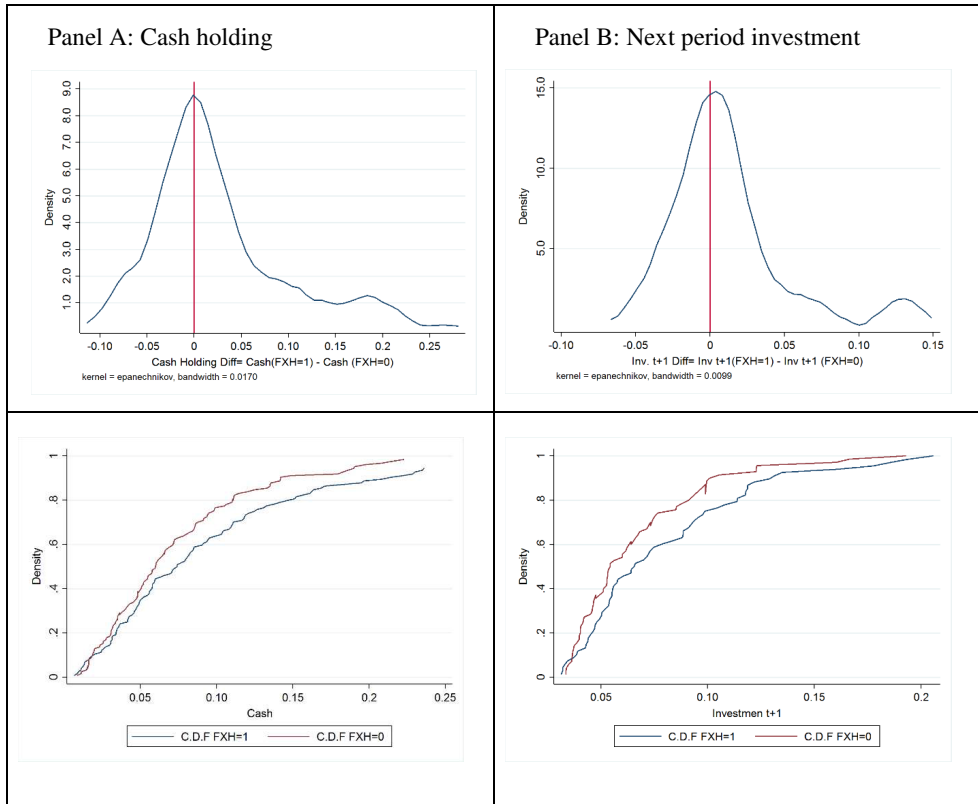 Panel A: Cash holding
Density
9.0
8.0
7.0
6.0
5.0
4.0
3.0
2.0
1.0
-0.10 -0.05 0 0.05 0.10 0.15 0.20 0.25
Cash Holding Diff= Cash(FXH=1) - Cash (FXH=0)
kernel = epanechnikov, bandwidth = 0.0170
Panel B: Next period investment
Density
15.0
10.0
5.0
-0.10 -0.05 0 0.05 0.10 0.15
Inv. t+1 Diff= Inv t+1(FXH=1) - Inv t+1 (FXH=0)
kernel = epanechnikov, bandwidth = 0.0099
Density
1
.8
.6
.4
.2
0
0.05 0.10 0.15 0.2 0.25
Cash
C.D.F FXH=1 C.D.F FXH=0
Density
1
.8
.6
.4
.2
0
0.05 0.10 0.15 0.2
Investmen t+1
C.D.F FXH=1 C.D.F FXH=0